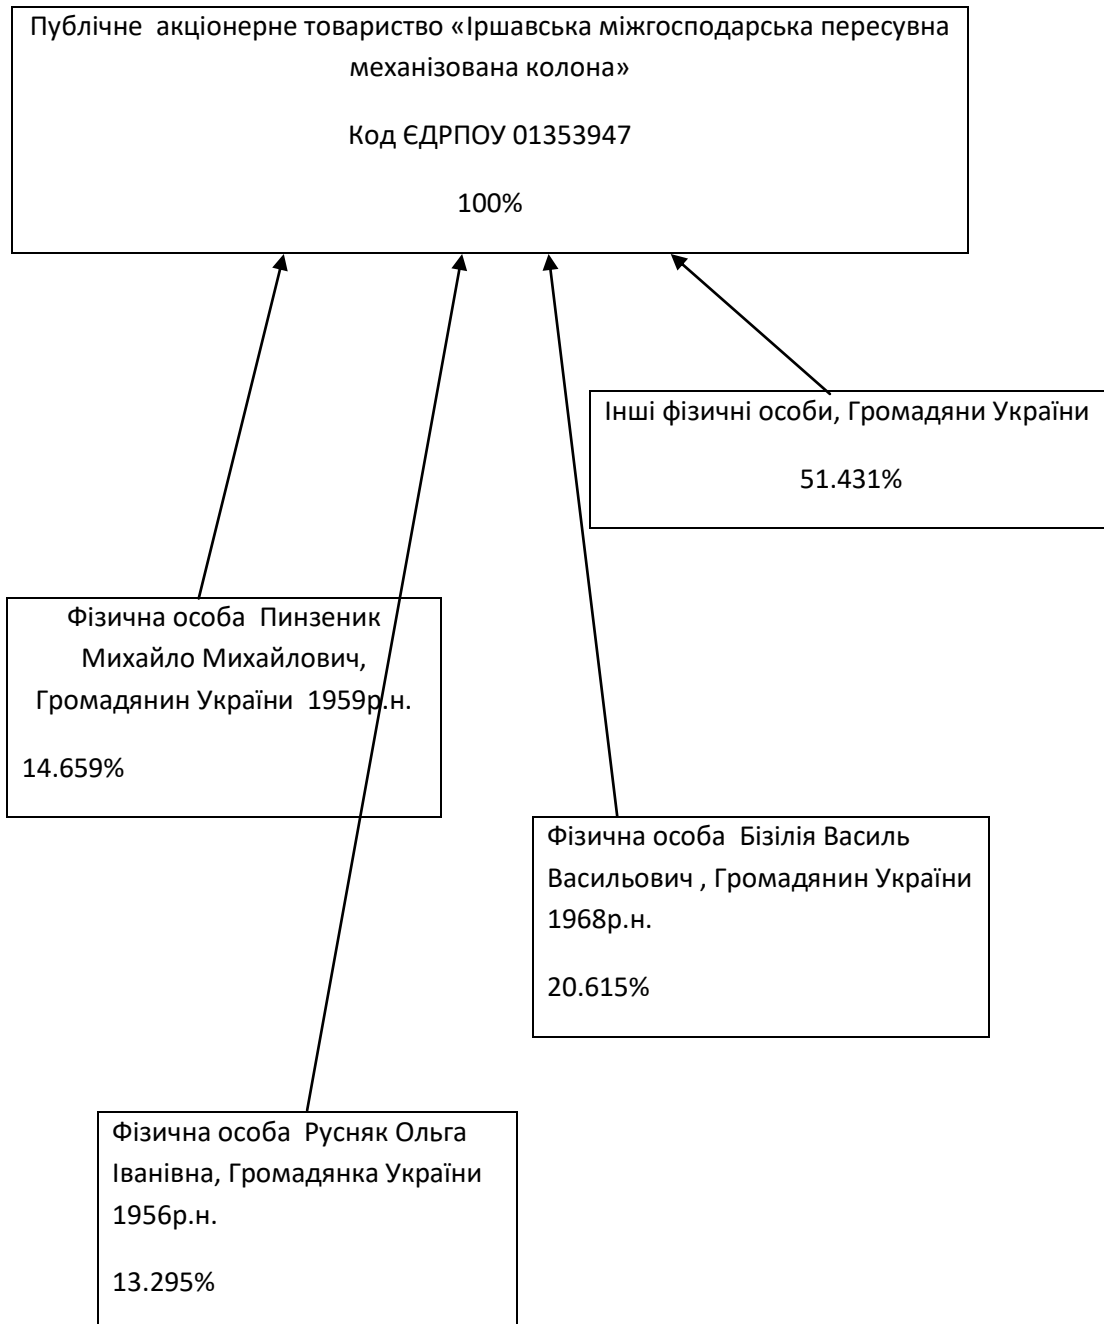 Публічне акціонерне товариство «Іршавська міжгосподарська пересувна
механізована колона»
Код ЄДРПОУ 01353947
100%
Інші фізичні особи, Громадяни України
51.431%
Фізична особа Пинзеник
Михайло Михайлович,
Громадянин України 1959р.н.
14.659%
Фізична особа Бізілія Василь
Васильович , Громадянин України
1968р.н.
20.615%
Фізична особа Русняк Ольга
Іванівна, Громадянка України
1956р.н.
13.295%